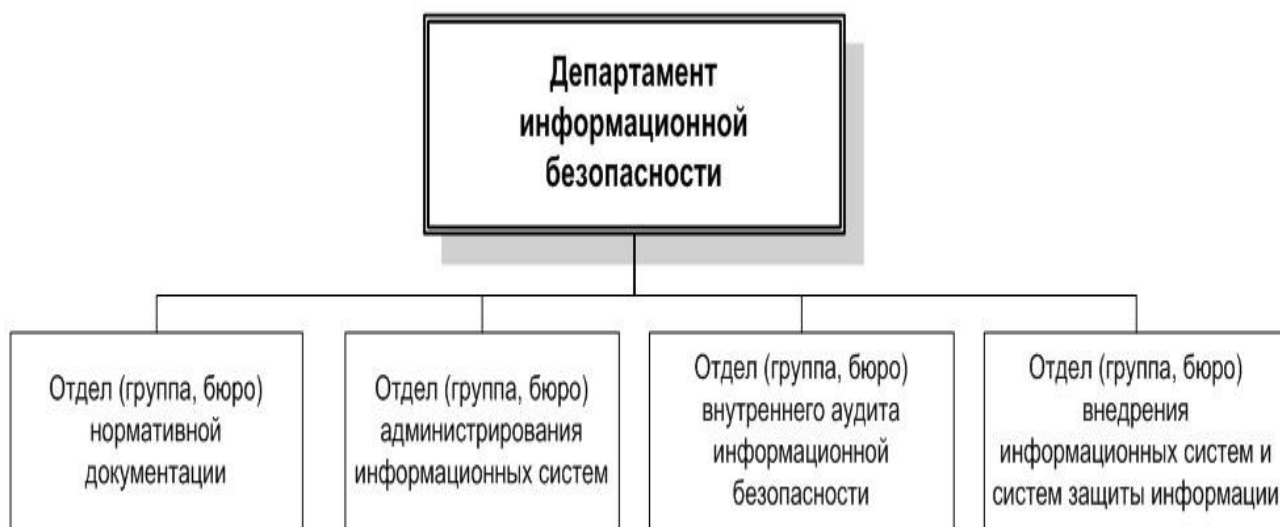 Департамент
информационной
безопасности
Отдел (группа, бюро)
нормативной
документации
Отдел (группа, бюро)
администрирования
информационных систем
Отдел (группа, бюро)
внутреннего аудита
информационной
безопасности
Отдел (группа, бюро)
внедрения
информационных систем и
систем защиты информации